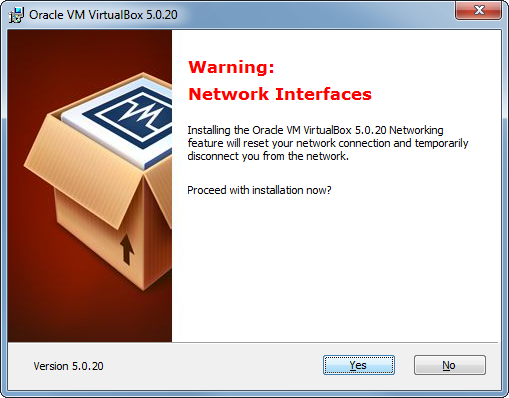 Oracle VM VirtualBox 5.0.20
Warning:
Network Interfaces
Installing the Oracle VM VirtualBox 5.0.20 Networking
feature will reset your network connection and temporarily
disconnect you from the network.
Proceed with installation now?
Version 5.0.20
Yes
No